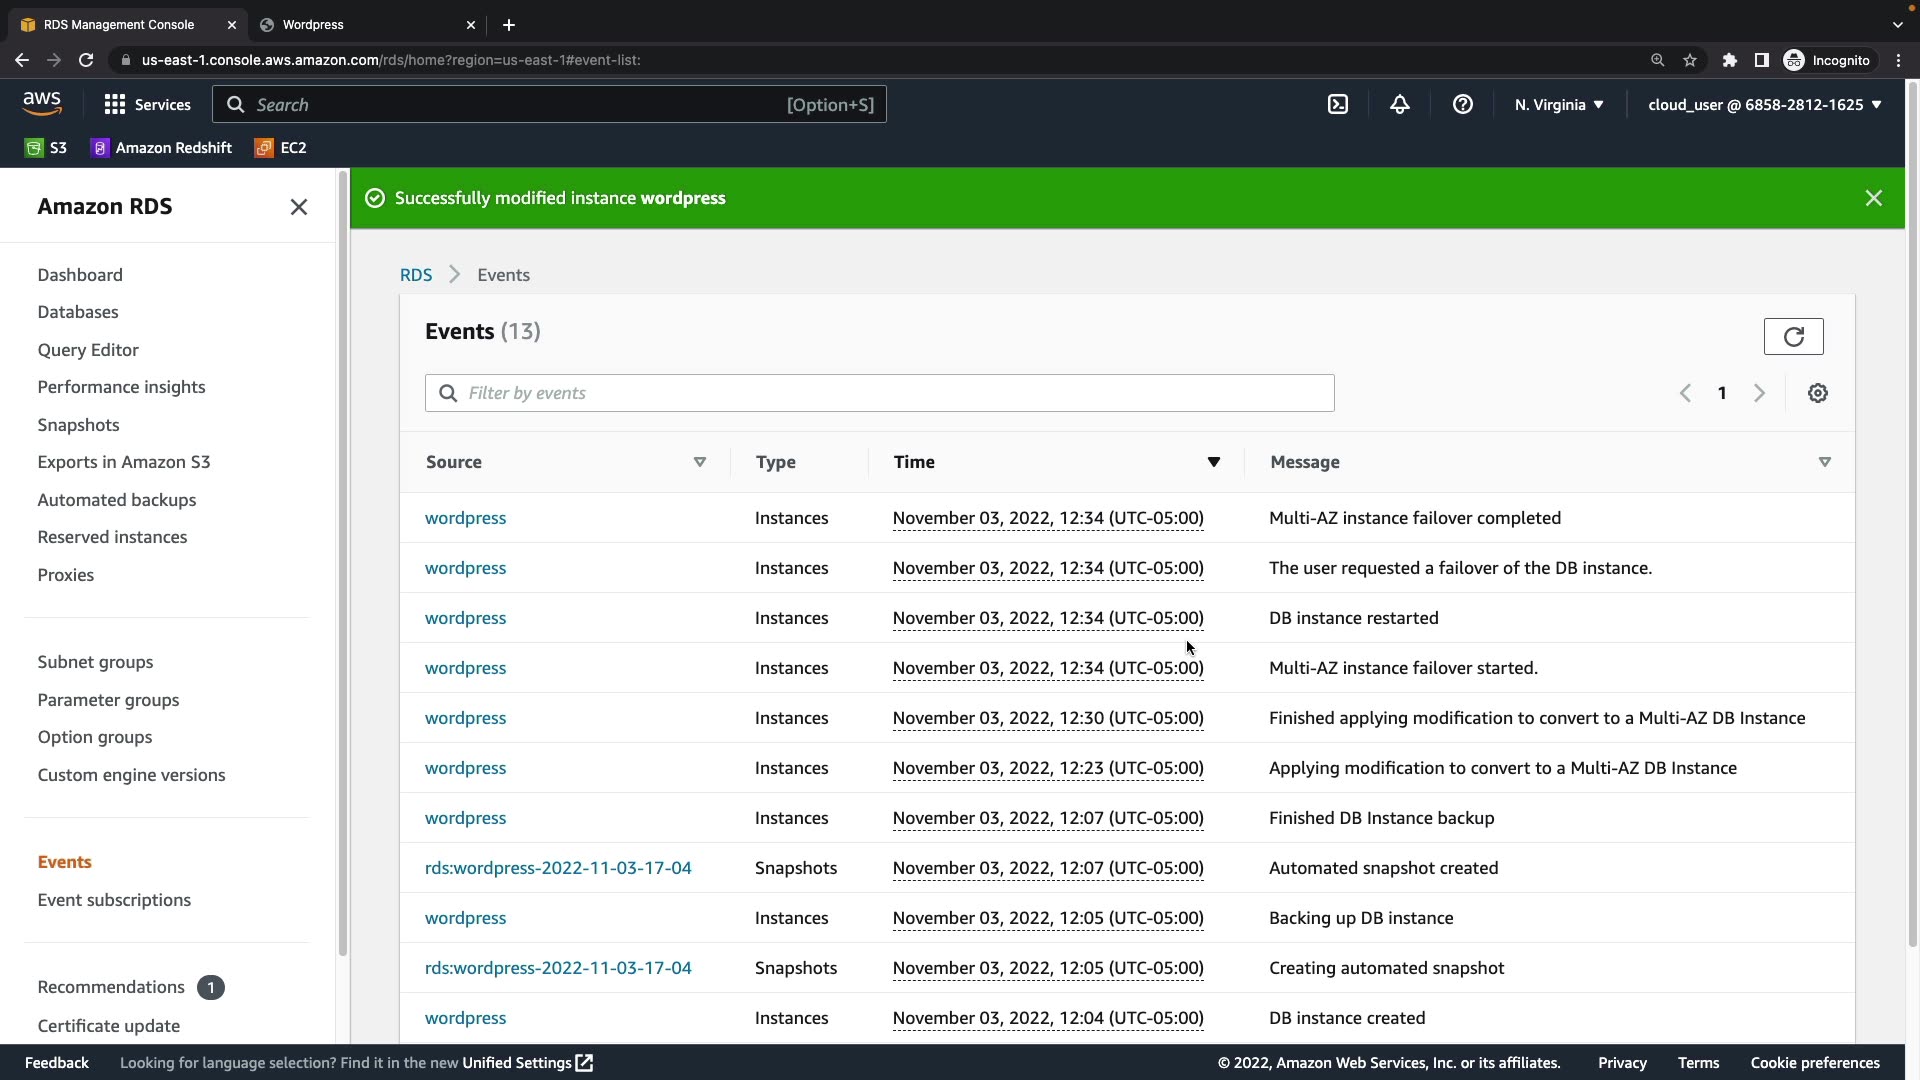 RDS Management Console
Wordpress
us-east-1.console.aws.amazon.com/rds/home?region=us-east-1#event-list:
Incognito
aws
Services
Search
[Option+S]
N. Virginia
cloud_user @ 6858-2812-1625
S3
Amazon Redshift
EC2
Amazon RDS
Dashboard
Databases
Query Editor
Performance insights
Snapshots
Exports in Amazon S3
Automated backups
Reserved instances
Proxies
Subnet groups
Parameter groups
Option groups
Custom engine versions
Events
Event subscriptions
Recommendations 1
Certificate update
Successfully modified instance wordpress
RDS > Events
Events (13)
Filter by events
1
Source Type Time Message
wordpress Instances November 03, 2022, 12:34 (UTC-05:00) Multi-AZ instance failover completed
wordpress Instances November 03, 2022, 12:34 (UTC-05:00) The user requested a failover of the DB instance.
wordpress Instances November 03, 2022, 12:34 (UTC-05:00) DB instance restarted
wordpress Instances November 03, 2022, 12:34 (UTC-05:00) Multi-AZ instance failover started.
wordpress Instances November 03, 2022, 12:30 (UTC-05:00) Finished applying modification to convert to a Multi-AZ DB Instance
wordpress Instances November 03, 2022, 12:23 (UTC-05:00) Applying modification to convert to a Multi-AZ DB Instance
wordpress Instances November 03, 2022, 12:07 (UTC-05:00) Finished DB Instance backup
rds:wordpress-2022-11-03-17-04 Snapshots November 03, 2022, 12:07 (UTC-05:00) Automated snapshot created
wordpress Instances November 03, 2022, 12:05 (UTC-05:00) Backing up DB instance
rds:wordpress-2022-11-03-17-04 Snapshots November 03, 2022, 12:05 (UTC-05:00) Creating automated snapshot
wordpress Instances November 03, 2022, 12:04 (UTC-05:00) DB instance created
Feedback
Looking for language selection? Find it in the new Unified Settings
© 2022, Amazon Web Services, Inc. or its affiliates.
Privacy
Terms
Cookie preferences